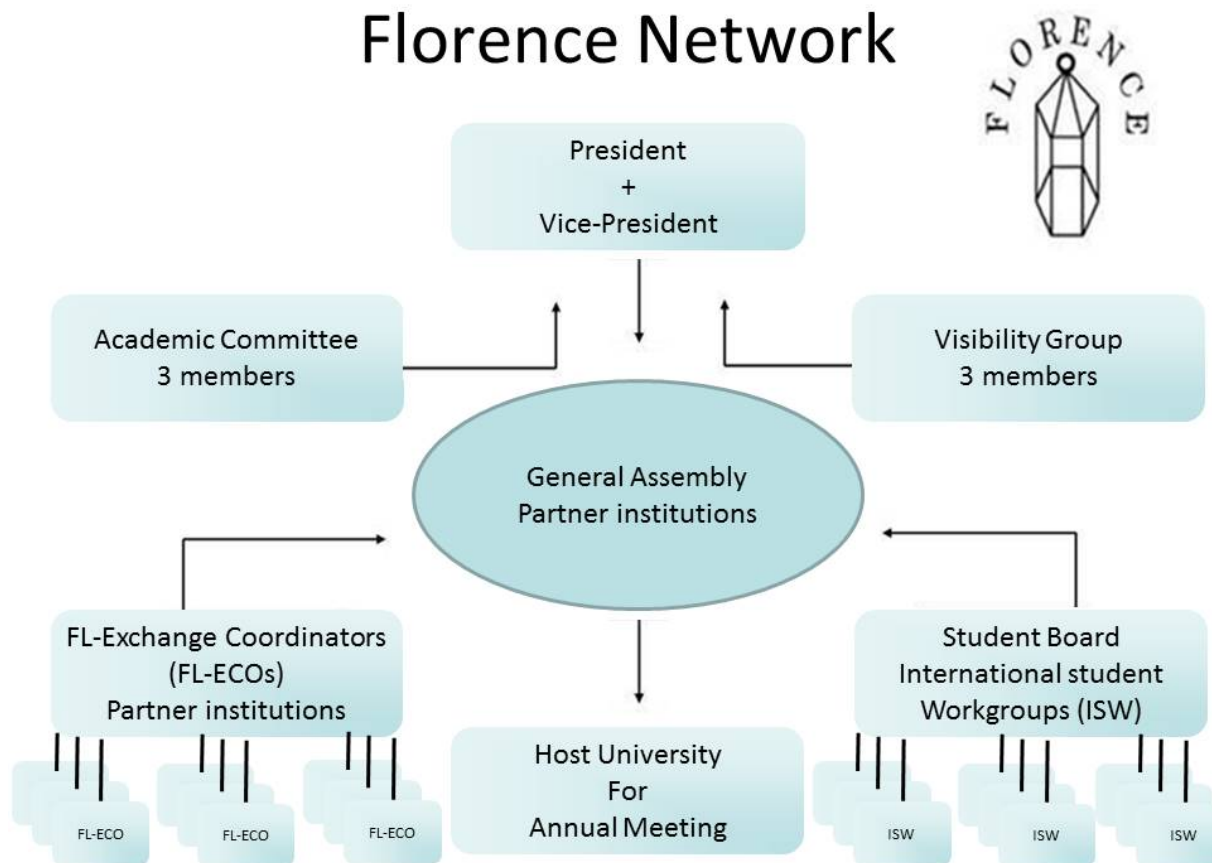 Florence Network
FLORENCE
President
+
Vice-President
Academic Committee
3 members
Visibility Group
3 members
General Assembly
Partner institutions
FL-Exchange Coordinators
(FL-ECOs)
Partner institutions
Student Board
International student
Workgroups (ISW)
Host University
For
Annual Meeting
FL-ECO
FL-ECO
FL-ECO
ISW
ISW
ISW